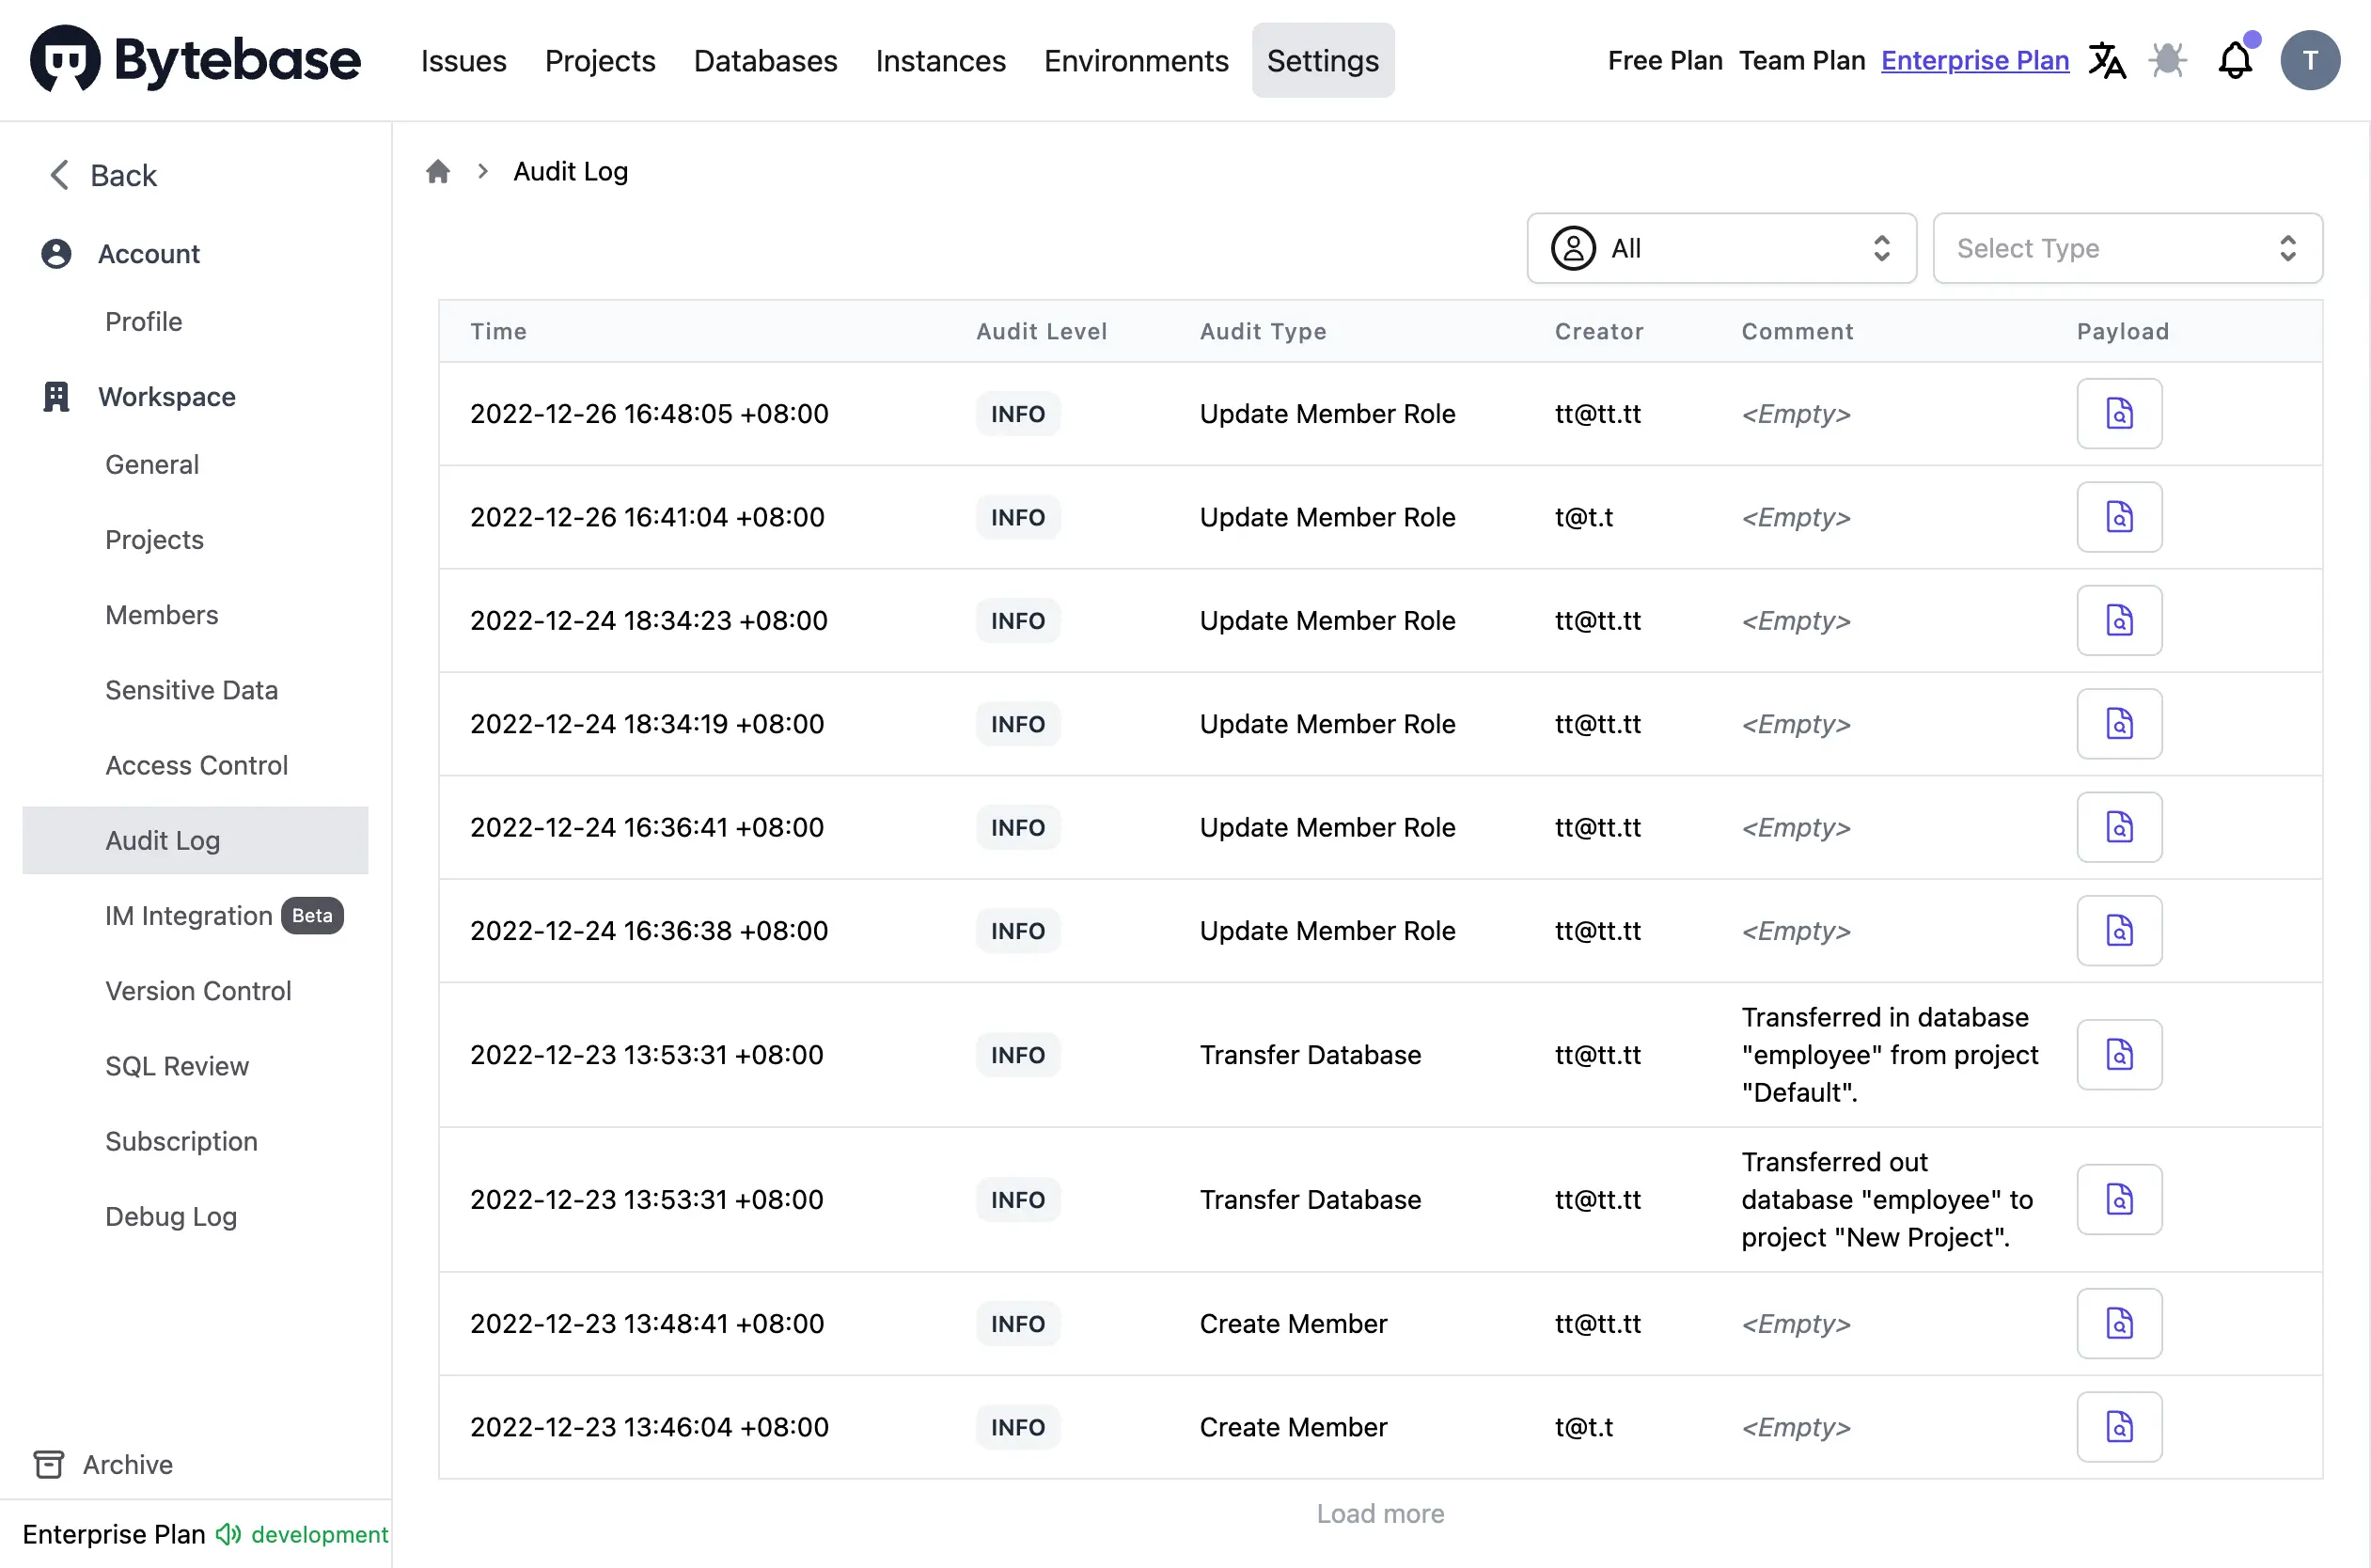 Bytebase
Issues Projects Databases Instances Environments Settings
Free Plan Team Plan Enterprise Plan T
Back
Account
Profile
Workspace
General
Projects
Members
Sensitive Data
Access Control
Audit Log
IM Integration Beta
Version Control
SQL Review
Subscription
Debug Log
Archive
Enterprise Plan development
Audit Log
All Select Type
Time Audit Level Audit Type Creator Comment Payload
2022-12-26 16:48:05 +08:00 INFO Update Member Role tt@tt.tt <Empty>
2022-12-26 16:41:04 +08:00 INFO Update Member Role t@t.t <Empty>
2022-12-24 18:34:23 +08:00 INFO Update Member Role tt@tt.tt <Empty>
2022-12-24 18:34:19 +08:00 INFO Update Member Role tt@tt.tt <Empty>
2022-12-24 16:36:41 +08:00 INFO Update Member Role tt@tt.tt <Empty>
2022-12-24 16:36:38 +08:00 INFO Update Member Role tt@tt.tt <Empty>
2022-12-23 13:53:31 +08:00 INFO Transfer Database tt@tt.tt Transferred in database
"employee" from project
"Default".
2022-12-23 13:53:31 +08:00 INFO Transfer Database tt@tt.tt Transferred out
database "employee" to
project "New Project".
2022-12-23 13:48:41 +08:00 INFO Create Member tt@tt.tt <Empty>
2022-12-23 13:46:04 +08:00 INFO Create Member t@t.t <Empty>
Load more